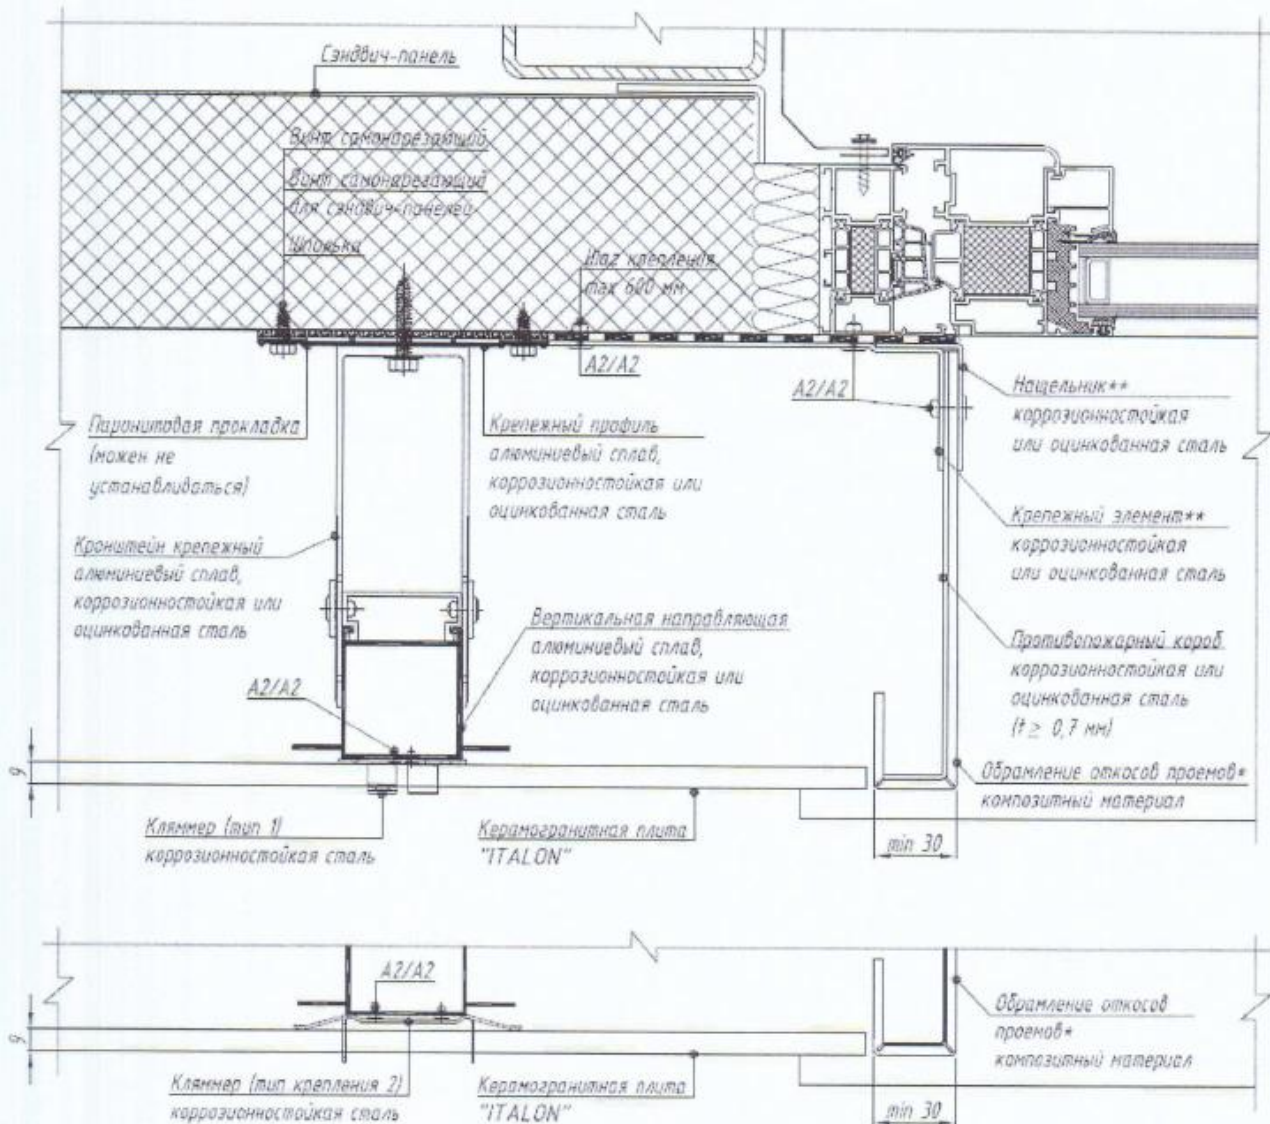 Сэндвич-панель
Винт самонарезающий
Винт самонарезающий
для сэндвич-панелей
Шпилька
Шаг крепления
max 600 мм
A2/A2
A2/A2
Нащельник**
коррозионностойкая
или оцинкованная сталь
Паронитовая прокладка
(может не
устанавливаться)
Крепежный профиль
алюминиевый сплав,
коррозионностойкая или
оцинкованная сталь
Крепежный элемент**
коррозионностойкая
или оцинкованная сталь
Кронштейн крепежный
алюминиевый сплав,
коррозионностойкая или
оцинкованная сталь
Вертикальная направляющая
алюминиевый сплав,
коррозионностойкая или
оцинкованная сталь
Противопожарный короб
коррозионностойкая или
оцинкованная сталь
(t ≥ 0,7 мм)
A2/A2
9
Обрамление откосов проемов*
композитный материал
Кляммер (тип 1)
коррозионностойкая сталь
Керамогранитная плита
"ITALON"
min 30
A2/A2
Обрамление откосов
проемов*
композитный материал
9
Кляммер (тип крепления 2)
коррозионностойкая сталь
Керамогранитная плита
"ITALON"
min 30